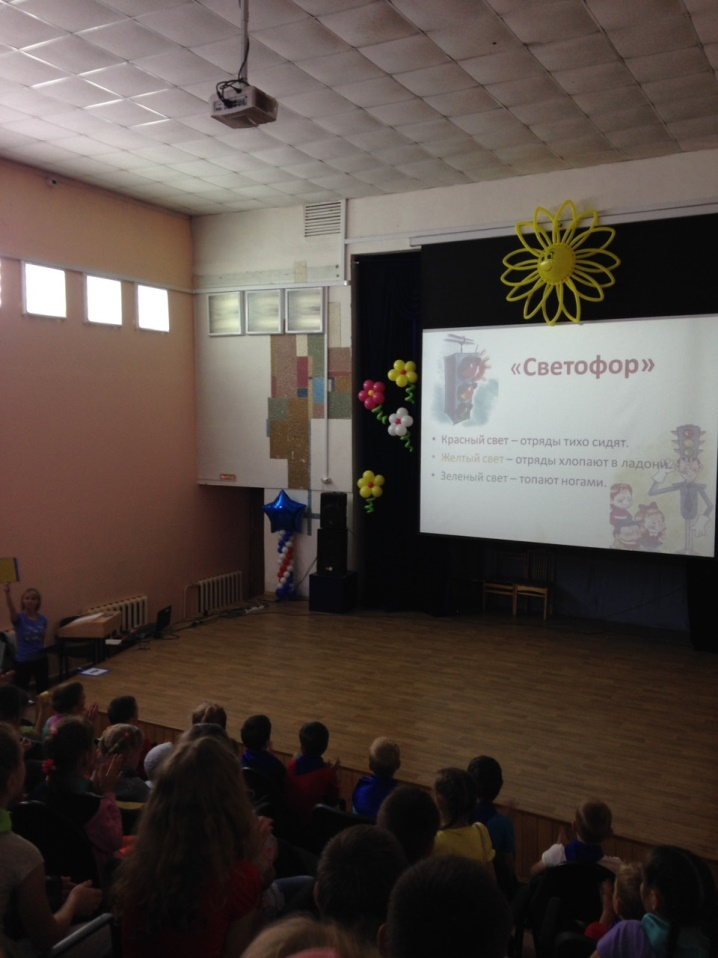 «Светофор»
• Красный свет – отряды тихо сидят.
• Желтый свет – отряды хлопают в ладони.
• Зеленый свет – топают ногами.